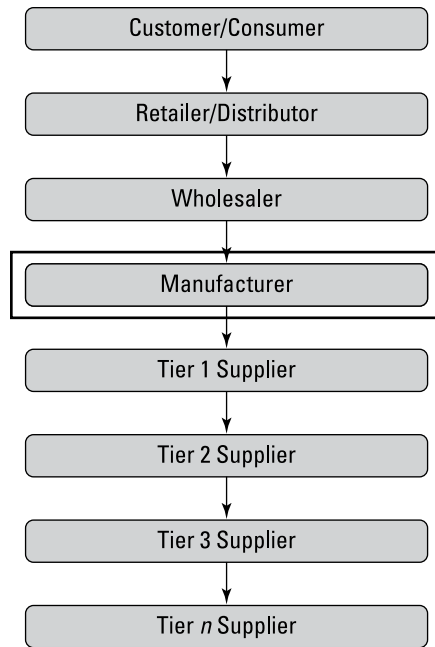 Customer/Consumer
Retailer/Distributor
Wholesaler
Manufacturer
Tier 1 Supplier
Tier 2 Supplier
Tier 3 Supplier
Tier n Supplier